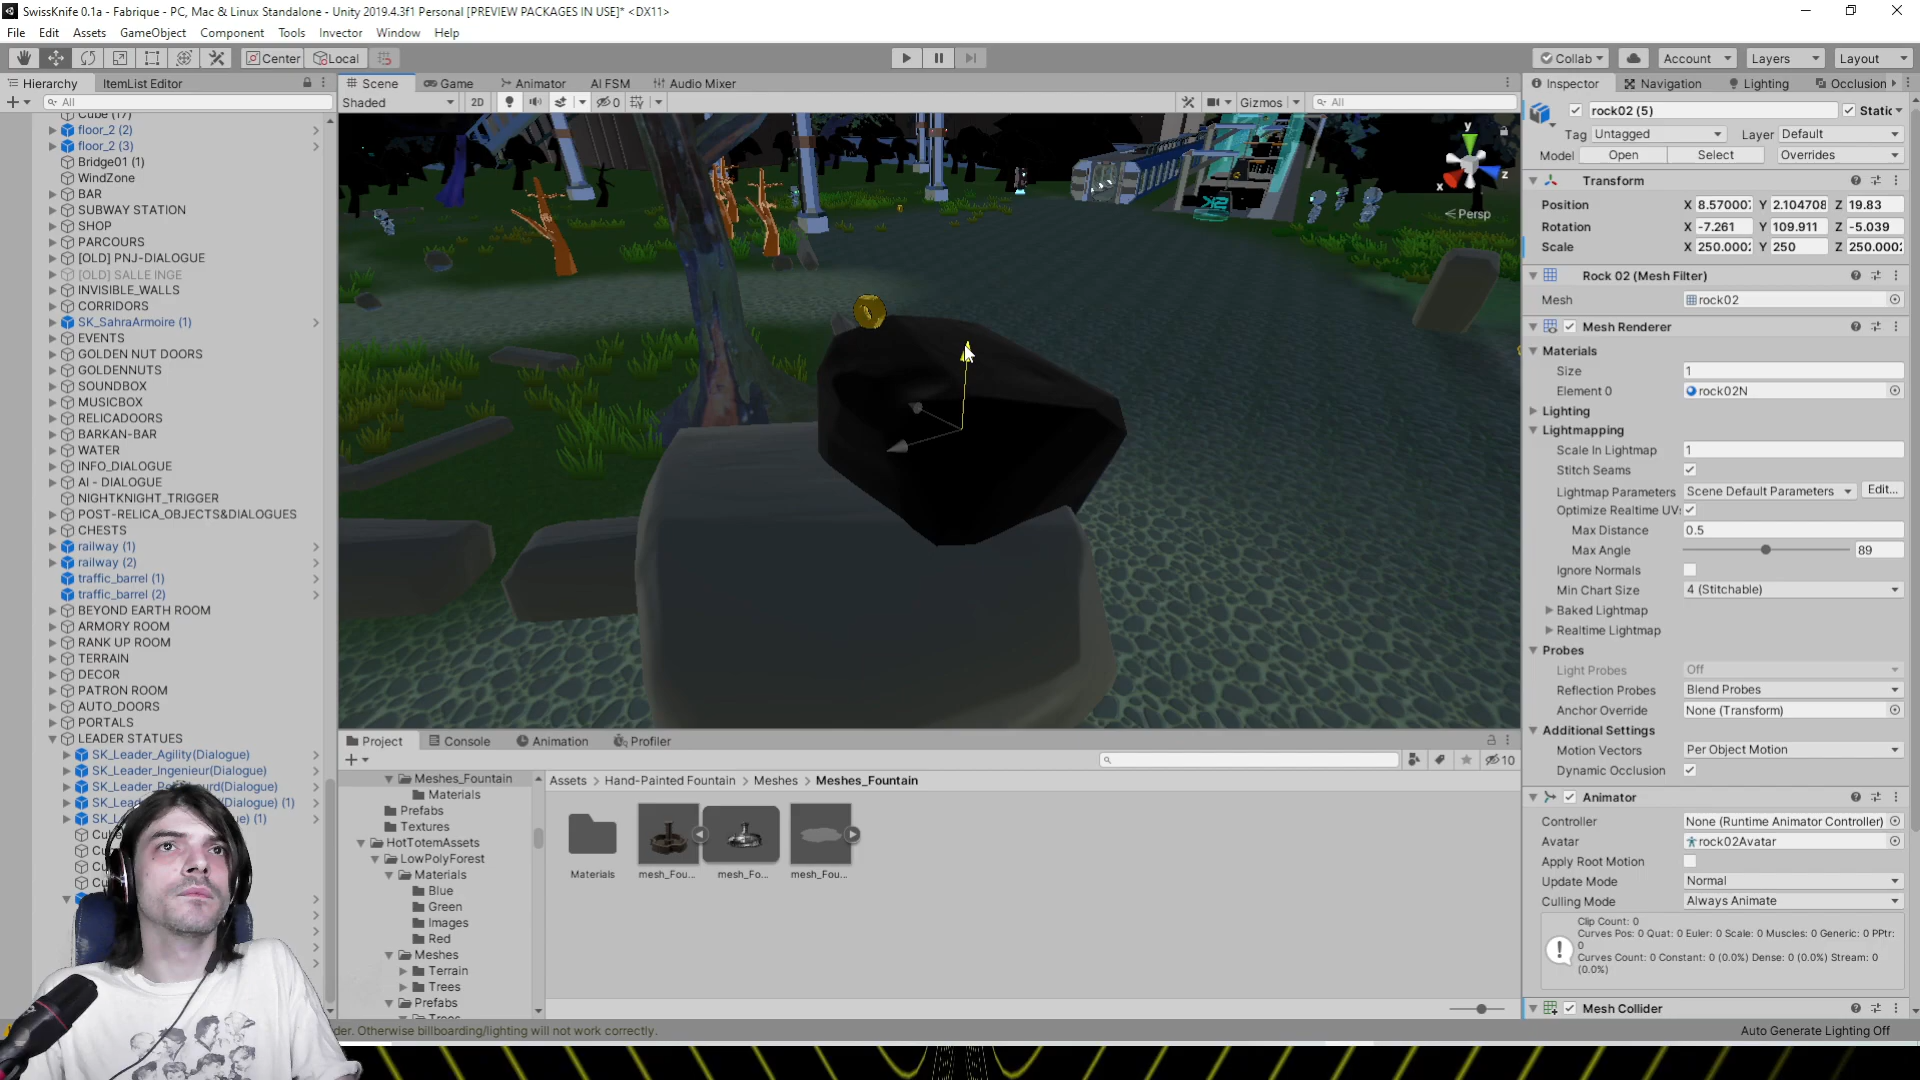 SwissKnife 0.1a - Fabrique - PC, Mac & Linux Standalone - Unity 2019.4.3f1 Personal [PREVIEW PACKAGES IN USE]* <DX11>
File Edit Assets GameObject Component Tools Invector Window Help
Center Local Collab Account Layers Layout
Hierarchy ItemList Editor Scene Game Animator AI FSM Audio Mixer Inspector Navigation Lighting Occlusion
All Shaded 2D 0 Gizmos All
Cube (17)
floor_2 (2)
floor_2 (3)
Bridge01 (1)
WindZone
BAR
SUBWAY STATION
SHOP
PARCOURS
[OLD] PNJ-DIALOGUE
[OLD] SALLE INGE
INVISIBLE_WALLS
CORRIDORS
SK_SahraArmoire (1)
EVENTS
GOLDEN NUT DOORS
GOLDENNUTS
SOUNDBOX
MUSICBOX
RELICADOORS
BARKAN-BAR
WATER
INFO_DIALOGUE
AI - DIALOGUE
NIGHTKNIGHT_TRIGGER
POST-RELICA_OBJECTS&DIALOGUES
CHESTS
railway (1)
railway (2)
traffic_barrel (1)
traffic_barrel (2)
BEYOND EARTH ROOM
ARMORY ROOM
RANK UP ROOM
TERRAIN
DECOR
PATRON ROOM
AUTO_DOORS
PORTALS
LEADER STATUES
SK_Leader_Agility(Dialogue)
SK_Leader_Ingenieur(Dialogue)
y
x
z
Persp
Project Console Animation Profiler
10
Meshes_Fountain
Materials
Prefabs
Textures
HotTotemAssets
LowPolyForest
Materials
Blue
Green
Images
Red
Meshes
Terrain
Trees
Prefabs
Assets > Hand-Painted Fountain > Meshes > Meshes_Fountain
Materials mesh_Fou... mesh_Fo... mesh_Fou...
rock02 (5) Static
Tag Untagged Layer Default
Model Open Select Overrides
Transform
Position X 8.57000 Y 2.104708 Z 19.83
Rotation X -7.261 Y 109.911 Z -5.039
Scale X 250.0002 Y 250 Z 250.0002
Rock 02 (Mesh Filter)
Mesh rock02
Mesh Renderer
Materials
Size 1
Element 0 rock02N
Lighting
Lightmapping
Scale In Lightmap 1
Stitch Seams
Lightmap Parameters Scene Default Parameters Edit...
Optimize Realtime UVs
Max Distance 0.5
Max Angle 89
Ignore Normals
Min Chart Size 4 (Stitchable)
Baked Lightmap
Realtime Lightmap
Probes
Light Probes Off
Reflection Probes Blend Probes
Anchor Override None (Transform)
Additional Settings
Motion Vectors Per Object Motion
Dynamic Occlusion
Animator
Controller None (Runtime Animator Controller)
Avatar rock02Avatar
Apply Root Motion
Update Mode Normal
Culling Mode Always Animate
Clip Count: 0
Curves Pos: 0 Quat: 0 Euler: 0 Scale: 0 Muscles: 0 Generic: 0 PPtr:
0
Curves Count: 0 Constant: 0 (0.0%) Dense: 0 (0.0%) Stream: 0
(0.0%)
Mesh Collider
der. Otherwise billboarding/lighting will not work correctly.
Auto Generate Lighting Off